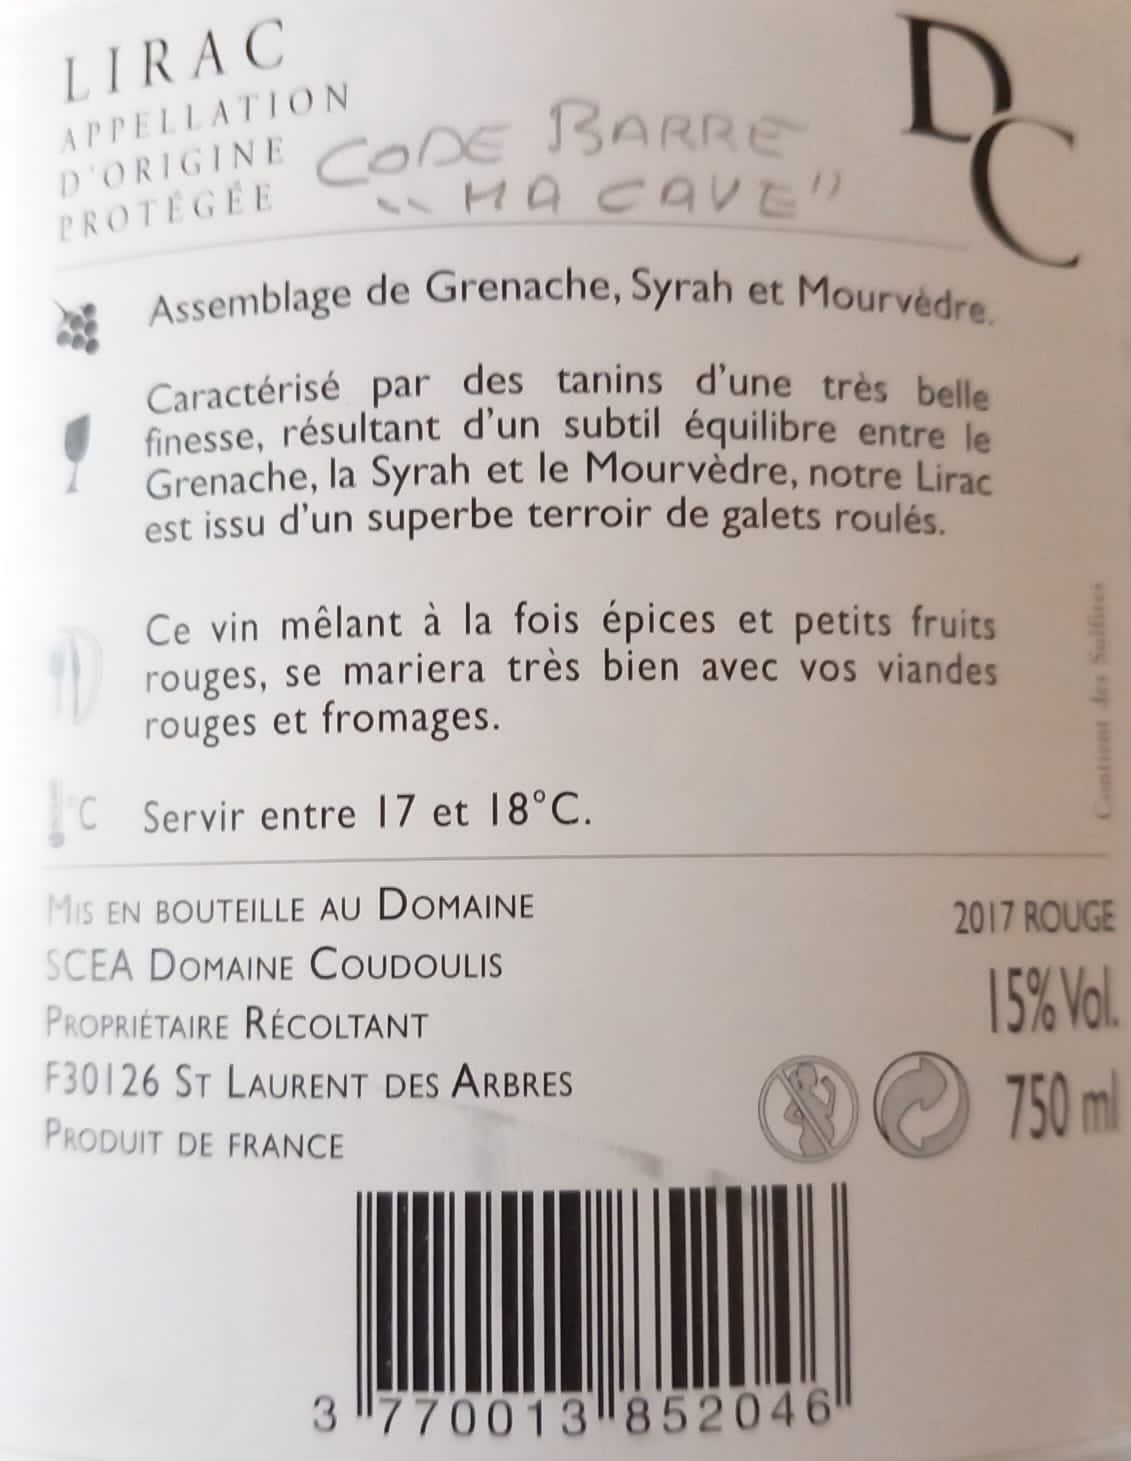 LIRAC
APPELLATION
D'ORIGINE
PROTÉGÉE
CODE BARRE
"MA CAVE"
DC
Assemblage de Grenache, Syrah et Mourvèdre.
Caractérisé par des tanins d'une très belle
finesse, résultant d'un subtil équilibre entre le
Grenache, la Syrah et le Mourvèdre, notre Lirac
est issu d'un superbe terroir de galets roulés.
Ce vin mêlant à la fois épices et petits fruits
rouges, se mariera très bien avec vos viandes
rouges et fromages.
°C Servir entre 17 et 18°C.
Contient des Sulfites
MIS EN BOUTEILLE AU DOMAINE
SCEA DOMAINE COUDOULIS
PROPRIÉTAIRE RÉCOLTANT
F30126 ST LAURENT DES ARBRES
PRODUIT DE FRANCE
2017 ROUGE
15% Vol.
750 ml
3 770013 852046